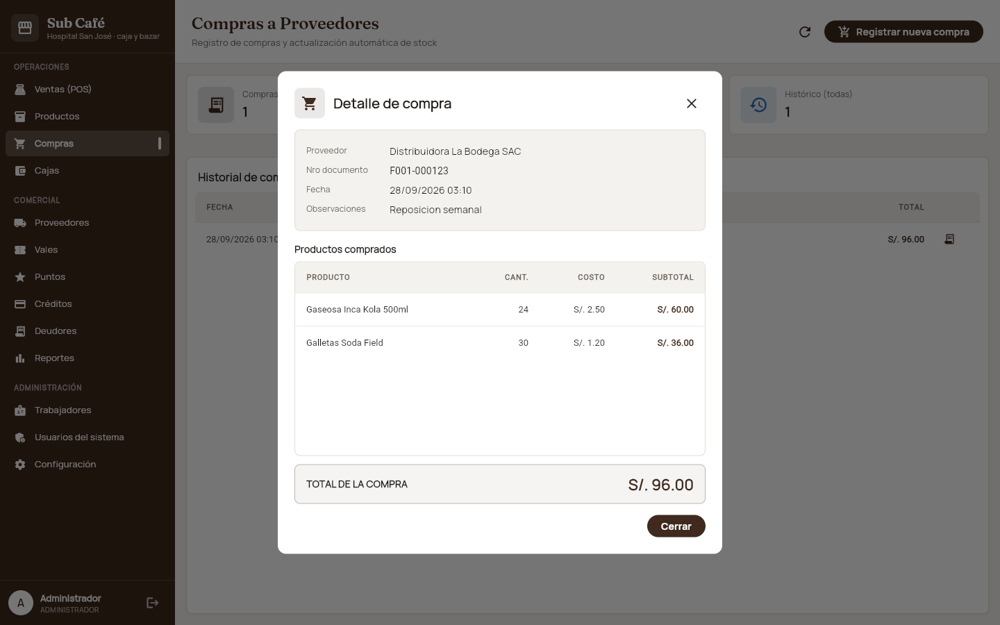 Sub Café
Hospital San José · caja y bazar
OPERACIONES
Ventas (POS)
Productos
Compras
Cajas
COMERCIAL
Proveedores
Vales
Puntos
Créditos
Deudores
Reportes
ADMINISTRACIÓN
Trabajadores
Usuarios del sistema
Configuración
A
Administrador
ADMINISTRADOR
Compras a Proveedores
Registro de compras y actualización automática de stock
Registrar nueva compra
Compras
1
Histórico (todas)
1
Historial de com
FECHA
TOTAL
28/09/2026 03:10
S/. 96.00
Detalle de compra
Proveedor Distribuidora La Bodega SAC
Nro documento F001-000123
Fecha 28/09/2026 03:10
Observaciones Reposicion semanal
Productos comprados
PRODUCTO CANT. COSTO SUBTOTAL
Gaseosa Inca Kola 500ml 24 S/. 2.50 S/. 60.00
Galletas Soda Field 30 S/. 1.20 S/. 36.00
TOTAL DE LA COMPRA S/. 96.00
Cerrar